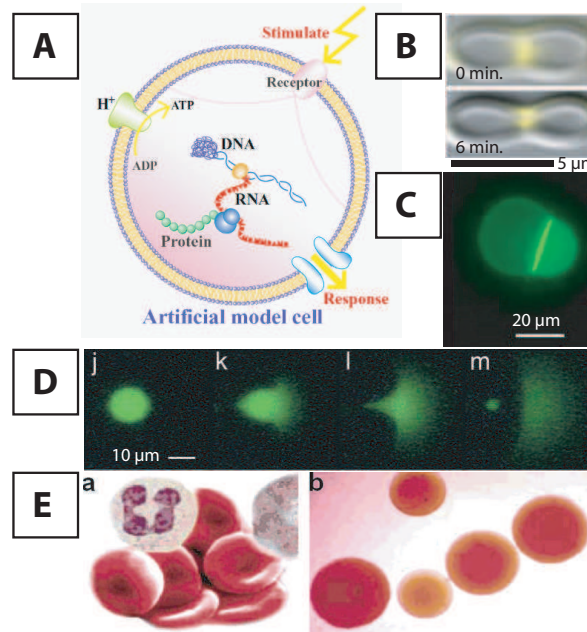 A
Stimulate
Receptor
H+
ATP
ADP
DNA
RNA
Protein
Response
Artificial model cell
B
0 min.
6 min.
5 µm
C
20 µm
D
j
k
l
m
10 µm
E
a
b